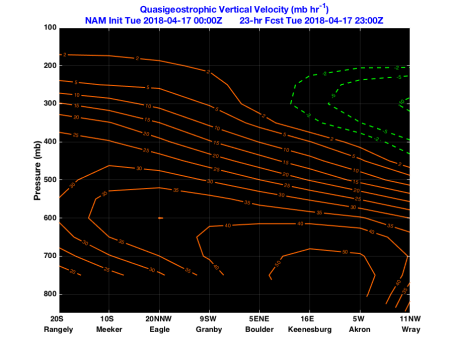 Quasigeostrophic Vertical Velocity (mb hr-1)
NAM Init Tue 2018-04-17 00:00Z 23-hr Fcst Tue 2018-04-17 23:00Z
100
200
300
400
500
600
700
800
Pressure (mb)
20S 10S 20NNW 9SW 5ENE 16E 5W 11NW
Rangely Meeker Eagle Granby Boulder Keenesburg Akron Wray